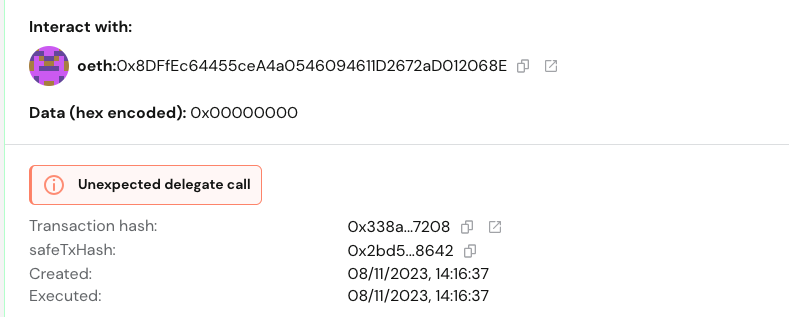 Interact with:
oeth:0x8DFfEc64455ceA4a0546094611D2672aD012068E
Data (hex encoded): 0x00000000
Unexpected delegate call
Transaction hash: 0x338a...7208
safeTxHash: 0x2bd5...8642
Created: 08/11/2023, 14:16:37
Executed: 08/11/2023, 14:16:37